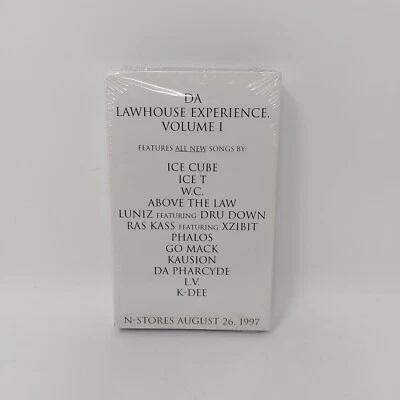 DA
LAWHOUSE EXPERIENCE,
VOLUME I
FEATURES ALL NEW SONGS BY:
ICE CUBE
ICE T
W.C.
ABOVE THE LAW
LUNIZ FEATURING DRU DOWN
RAS KASS FEATURING XZIBIT
PHALOS
GO MACK
KAUSION
DA PHARCYDE
L.V.
K-DEE
N-STORES AUGUST 26, 1997